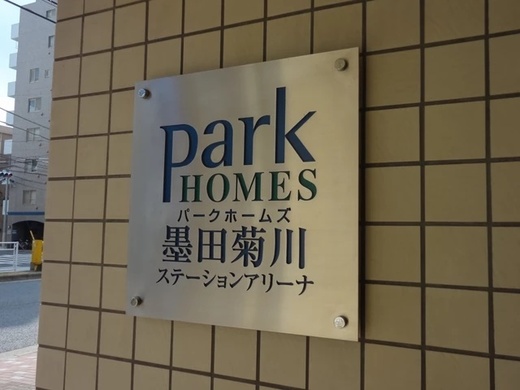 park
HOMES
パークホームズ
墨田菊川
ステーションアリーナ